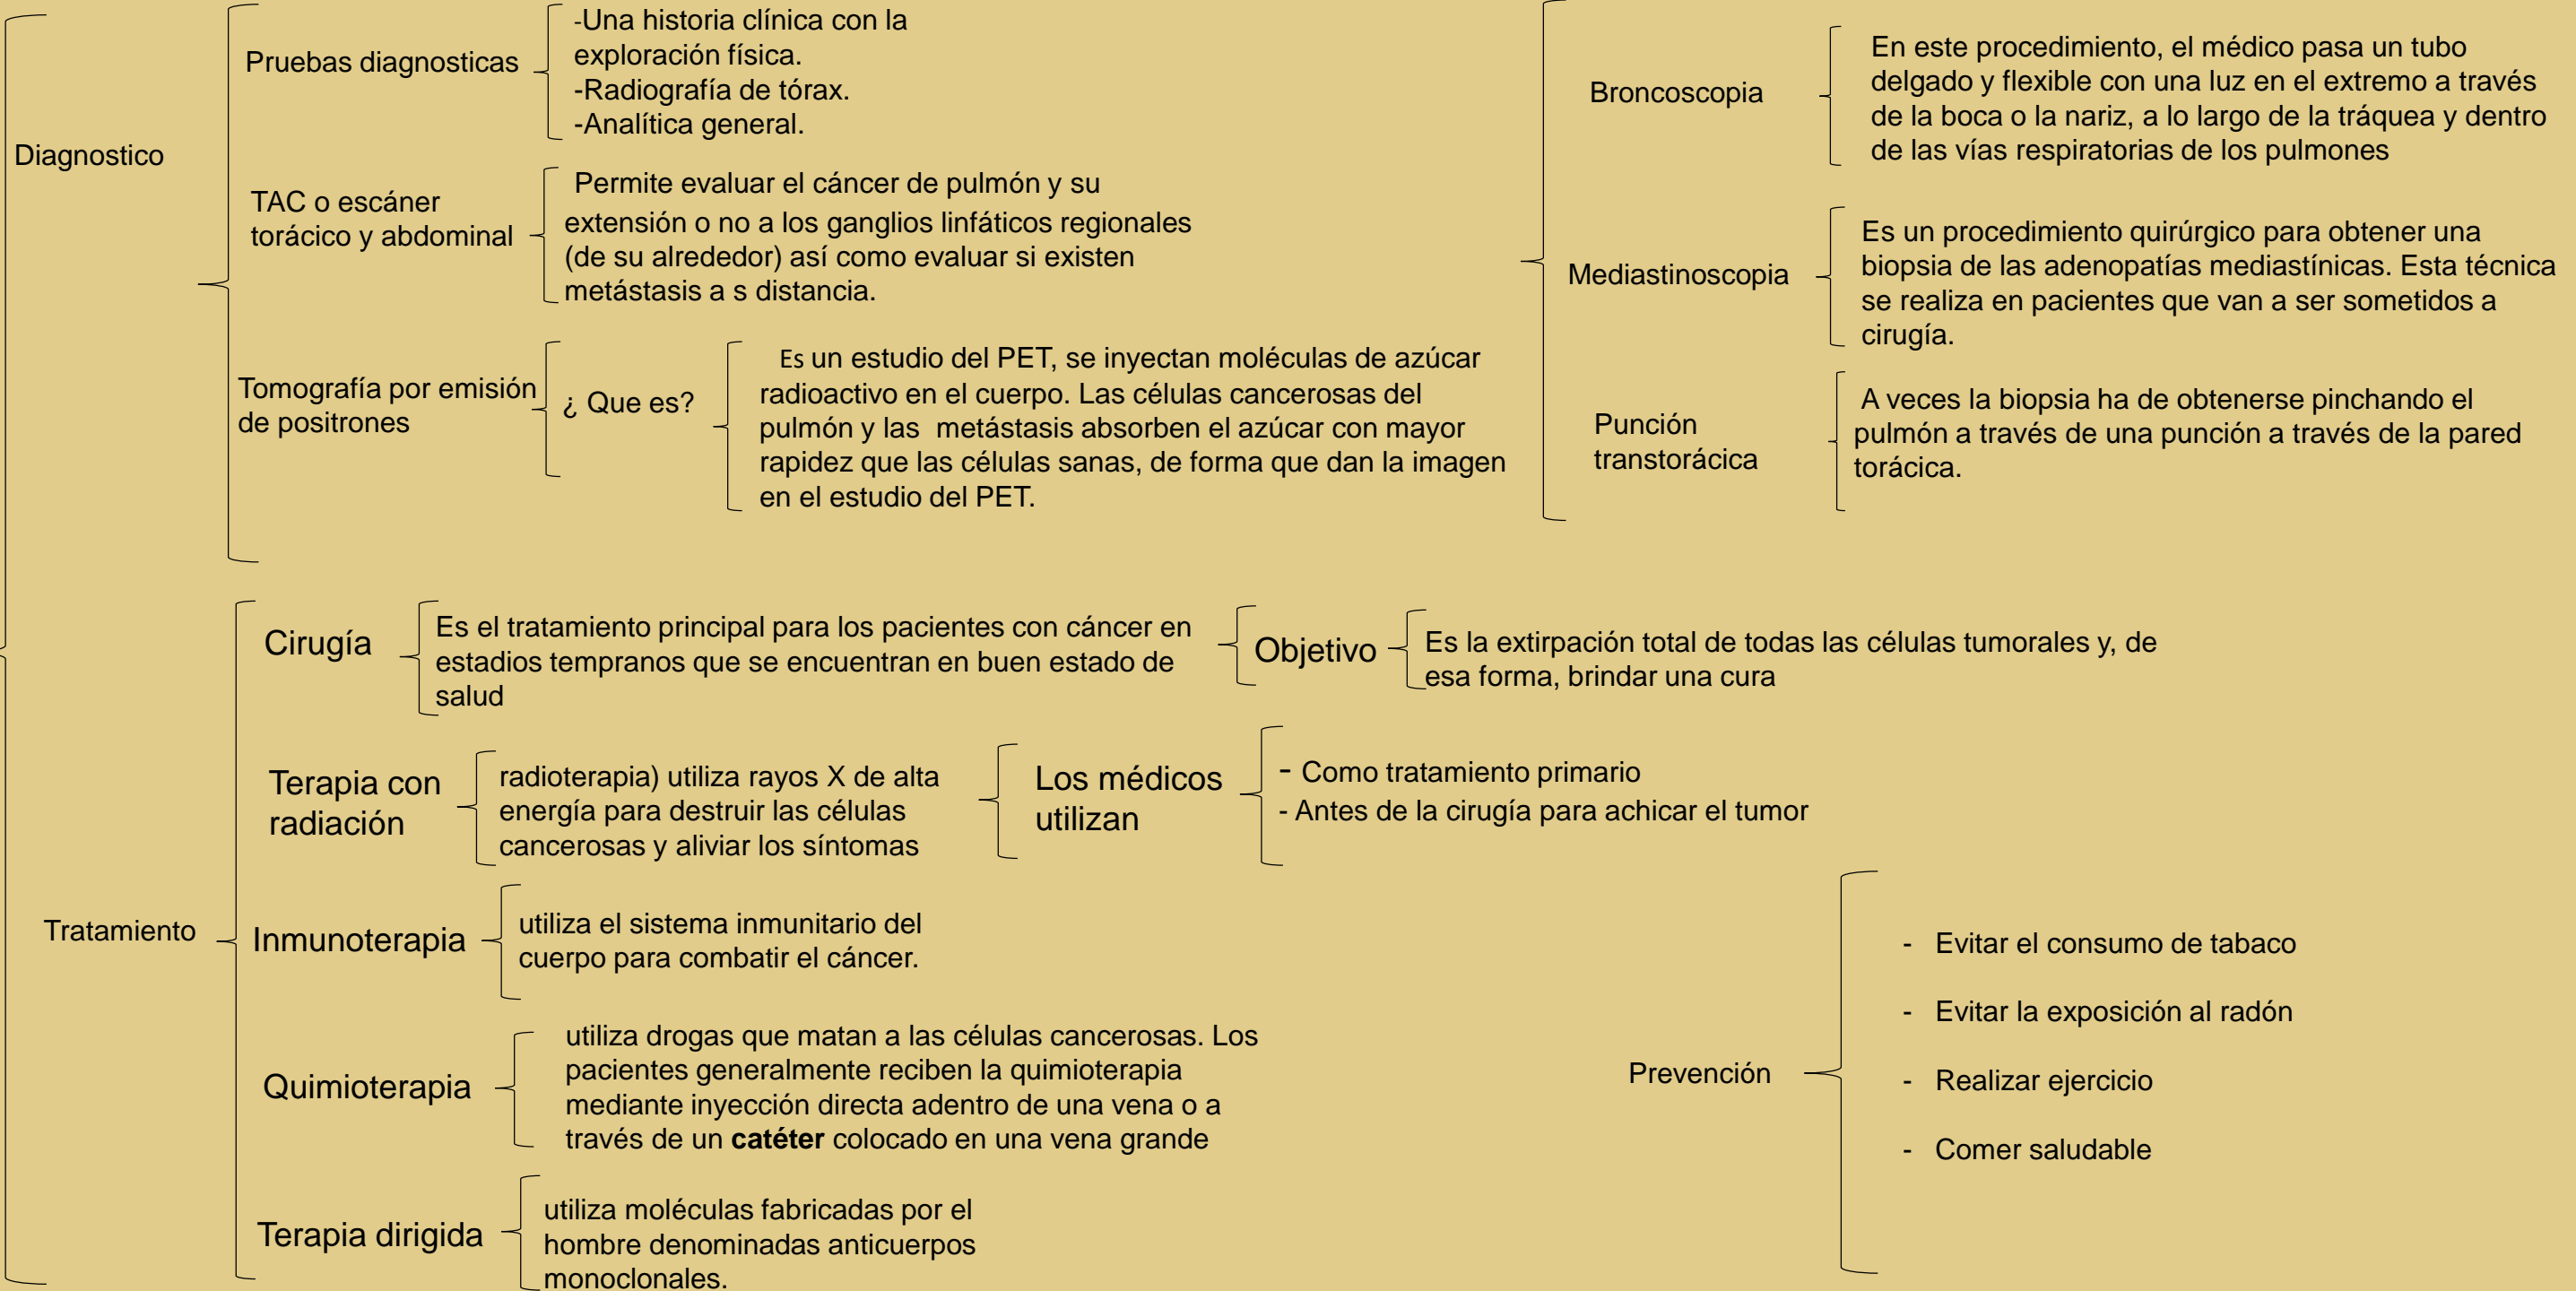 Diagnostico
Pruebas diagnosticas
-Una historia clínica con la
exploración física.
-Radiografía de tórax.
-Analítica general.
TAC o escáner
torácico y abdominal
Permite evaluar el cáncer de pulmón y su
extensión o no a los ganglios linfáticos regionales
(de su alrededor) así como evaluar si existen
metástasis a s distancia.
Tomografía por emisión
de positrones
¿ Que es?
Es un estudio del PET, se inyectan moléculas de azúcar
radioactivo en el cuerpo. Las células cancerosas del
pulmón y las metástasis absorben el azúcar con mayor
rapidez que las células sanas, de forma que dan la imagen
en el estudio del PET.
Broncoscopia
En este procedimiento, el médico pasa un tubo
delgado y flexible con una luz en el extremo a través
de la boca o la nariz, a lo largo de la tráquea y dentro
de las vías respiratorias de los pulmones
Mediastinoscopia
Es un procedimiento quirúrgico para obtener una
biopsia de las adenopatías mediastínicas. Esta técnica
se realiza en pacientes que van a ser sometidos a
cirugía.
Punción
transtorácica
A veces la biopsia ha de obtenerse pinchando el
pulmón a través de una punción a través de la pared
torácica.
Tratamiento
Cirugía
Es el tratamiento principal para los pacientes con cáncer en
estadios tempranos que se encuentran en buen estado de
salud
Objetivo
Es la extirpación total de todas las células tumorales y, de
esa forma, brindar una cura
Terapia con
radiación
radioterapia) utiliza rayos X de alta
energía para destruir las células
cancerosas y aliviar los síntomas
Los médicos
utilizan
- Como tratamiento primario
- Antes de la cirugía para achicar el tumor
Inmunoterapia
utiliza el sistema inmunitario del
cuerpo para combatir el cáncer.
Quimioterapia
utiliza drogas que matan a las células cancerosas. Los
pacientes generalmente reciben la quimioterapia
mediante inyección directa adentro de una vena o a
través de un catéter colocado en una vena grande
Terapia dirigida
utiliza moléculas fabricadas por el
hombre denominadas anticuerpos
monoclonales.
Prevención
- Evitar el consumo de tabaco
- Evitar la exposición al radón
- Realizar ejercicio
- Comer saludable